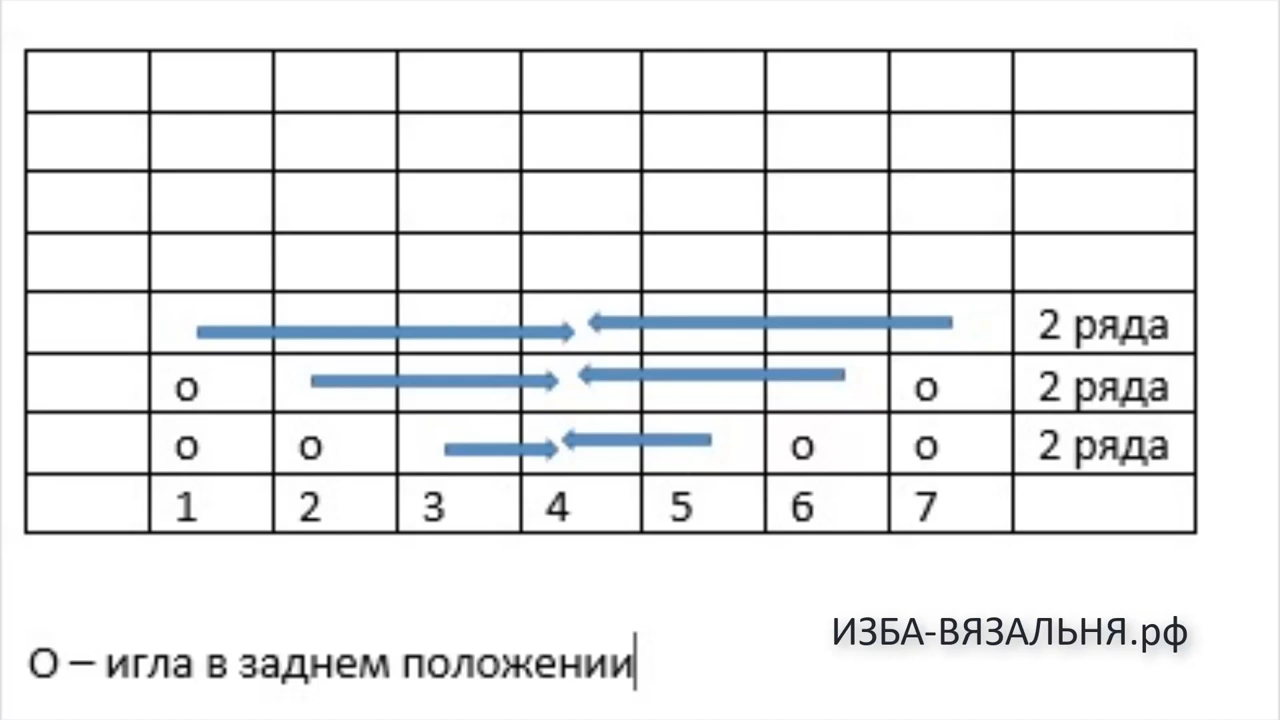 2 ряда
о о 2 ряда
о о о о 2 ряда
1 2 3 4 5 6 7
О – игла в заднем положении
ИЗБА-ВЯЗАЛЬНЯ.рф